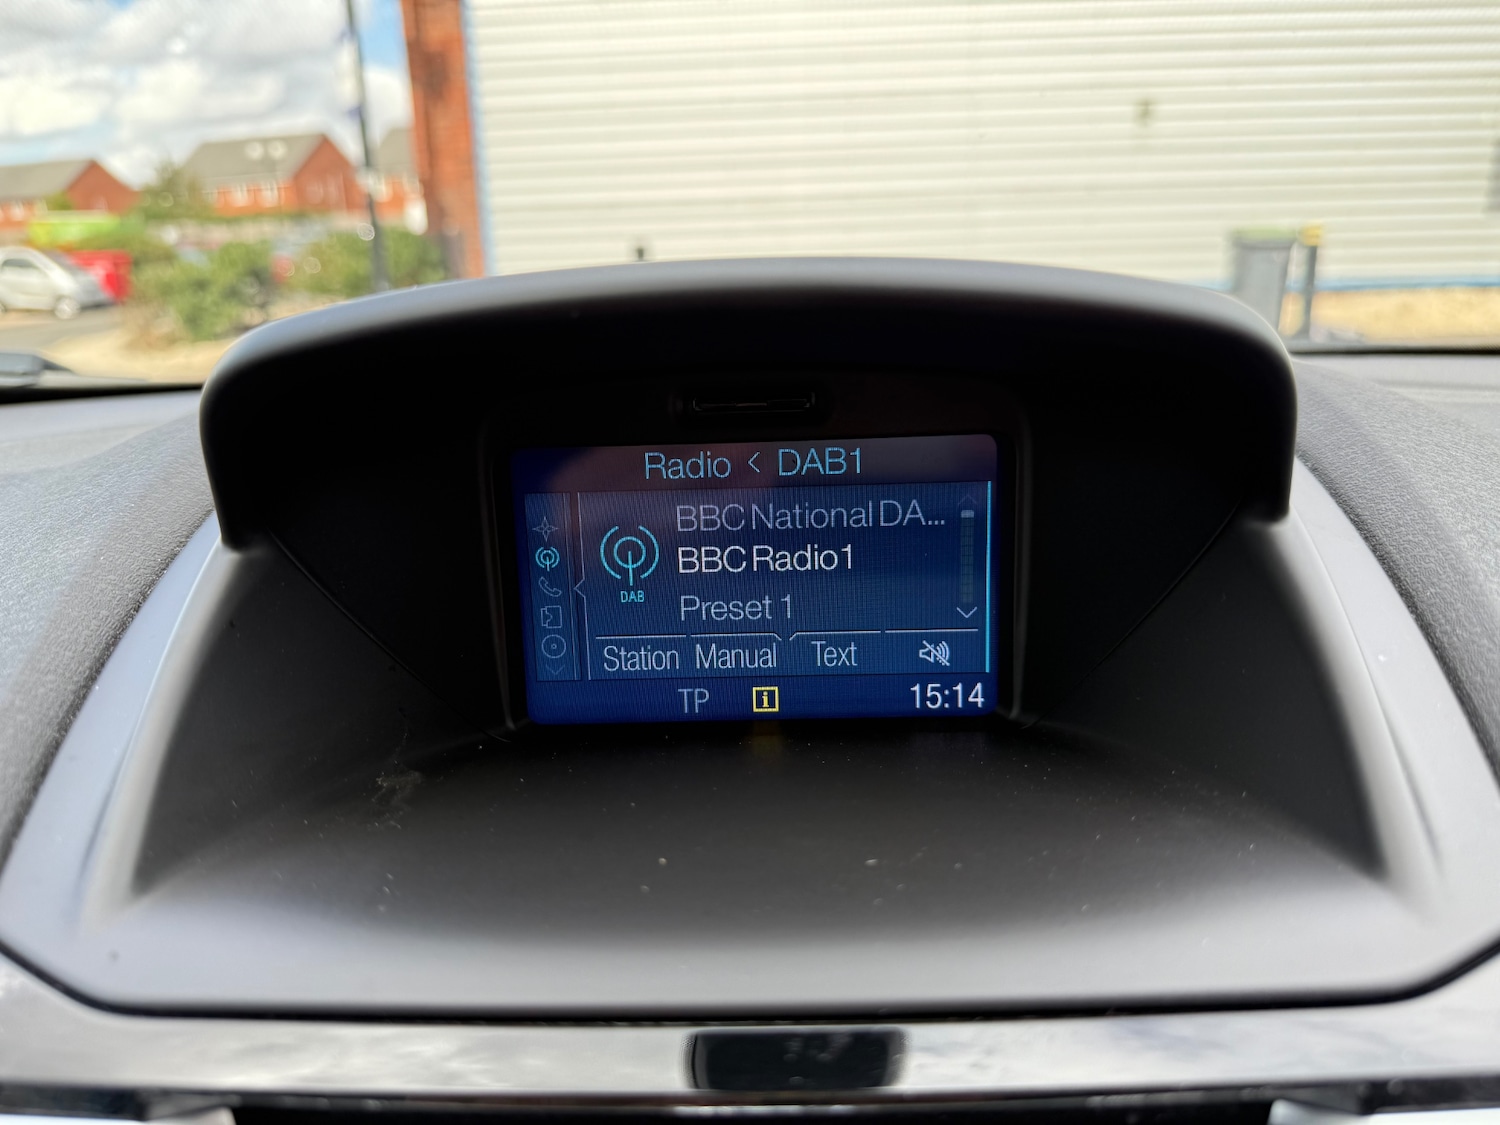 Radio < DAB1
BBC National DA...
BBC Radio1
DAB
Preset 1
Station Manual Text
TP i 15:14